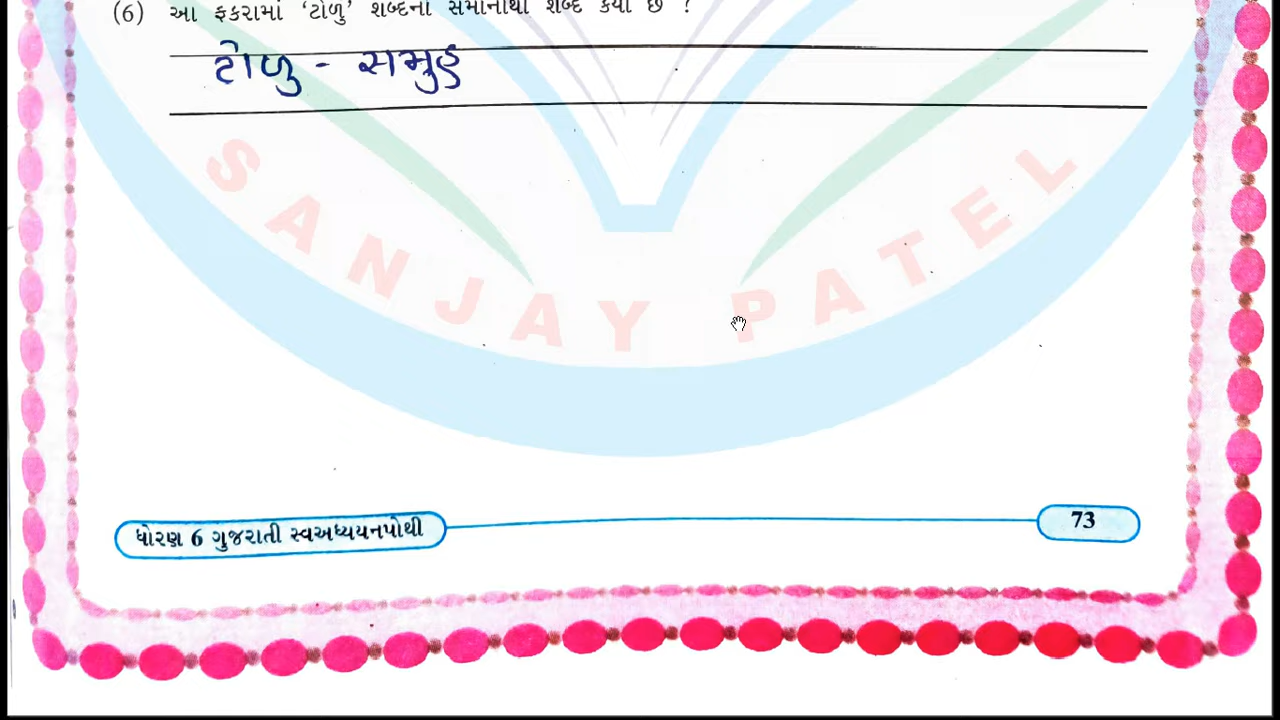 (6) આ ફકરામાં ‘ટોળુ’ શબ્દનો સમાનાર્થી શબ્દ કયો છે ?
ટોળુ - સમુહ
SANJAY PATEL
ધોરણ 6 ગુજરાતી સ્વઅધ્યયનપોથી
73